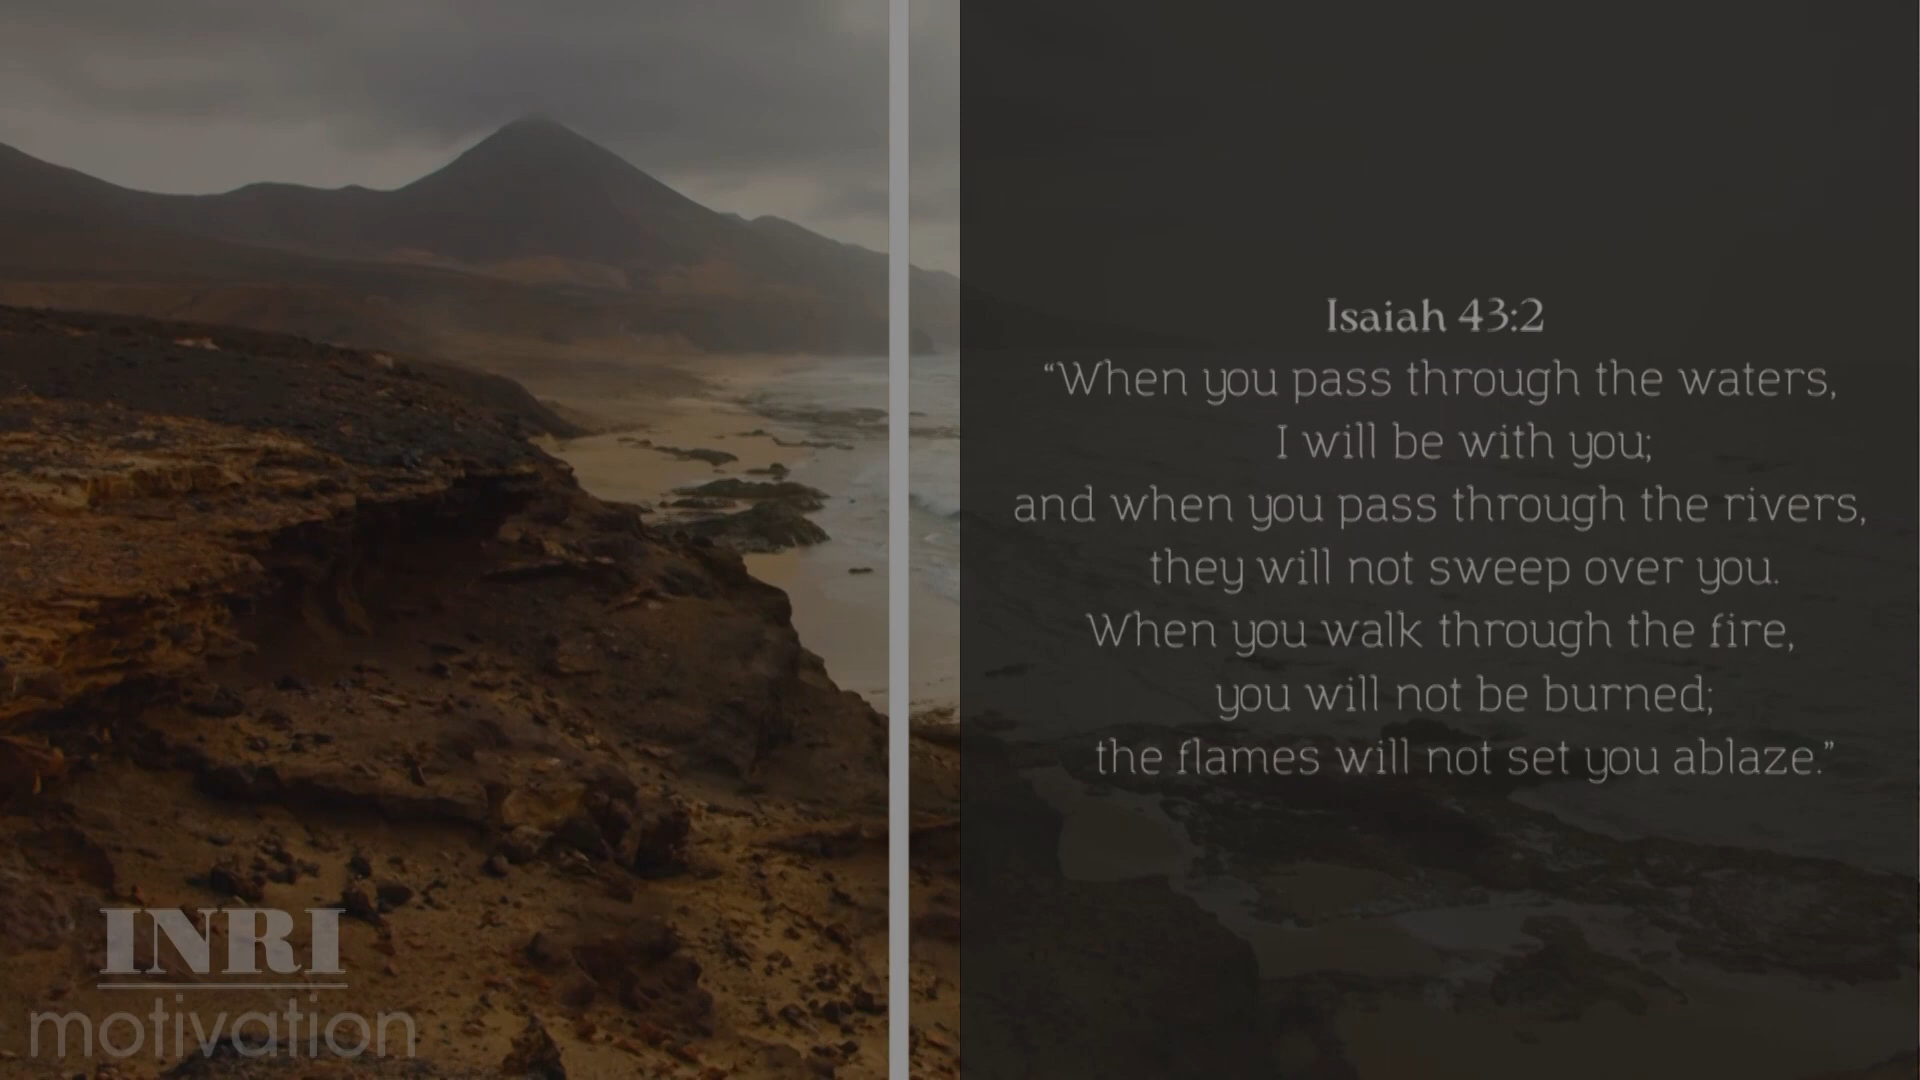 Isaiah 43:2
“When you pass through the waters,
I will be with you;
and when you pass through the rivers,
they will not sweep over you.
When you walk through the fire,
you will not be burned;
the flames will not set you ablaze.”
INRI
motivation